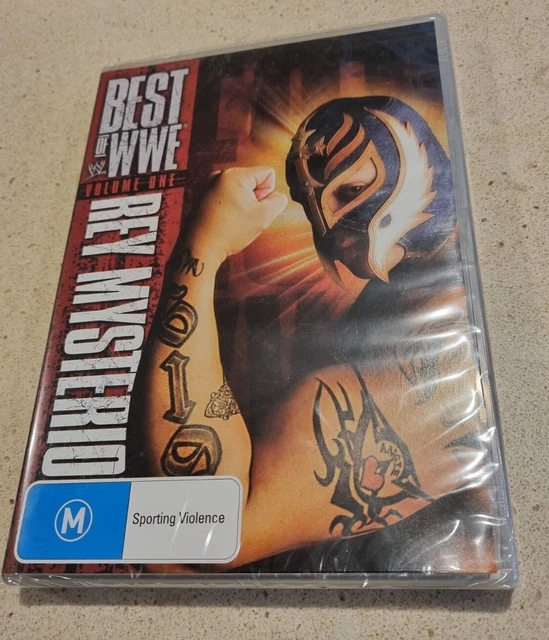 BEST
OF
WWE
W
VOLUME ONE
REY MYSTERIO
619
M
Sporting Violence